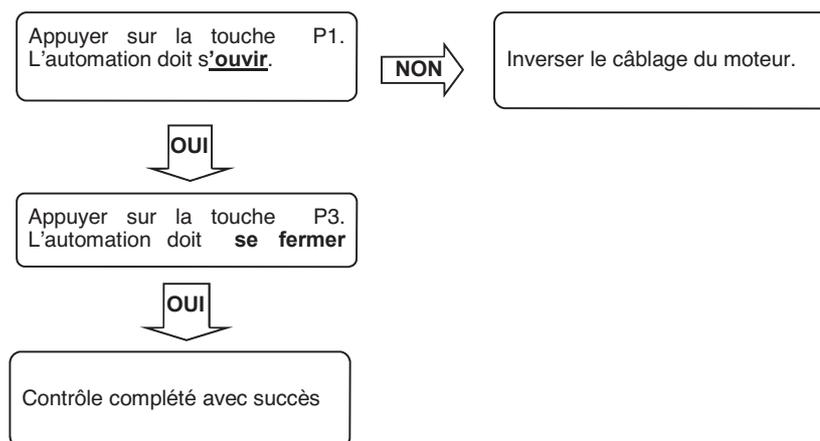 Appuyer sur la touche P1.
L'automation doit s'ouvrir.
NON
Inverser le câblage du moteur.
OUI
Appuyer sur la touche P3.
L'automation doit se fermer
OUI
Contrôle complété avec succès